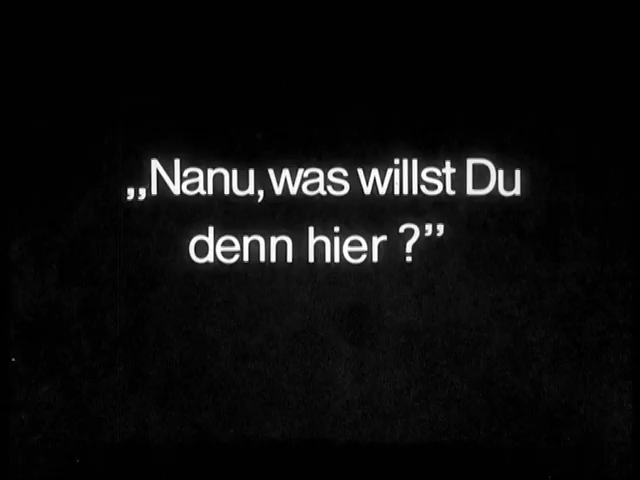 „Nanu, was willst Du
denn hier ?”